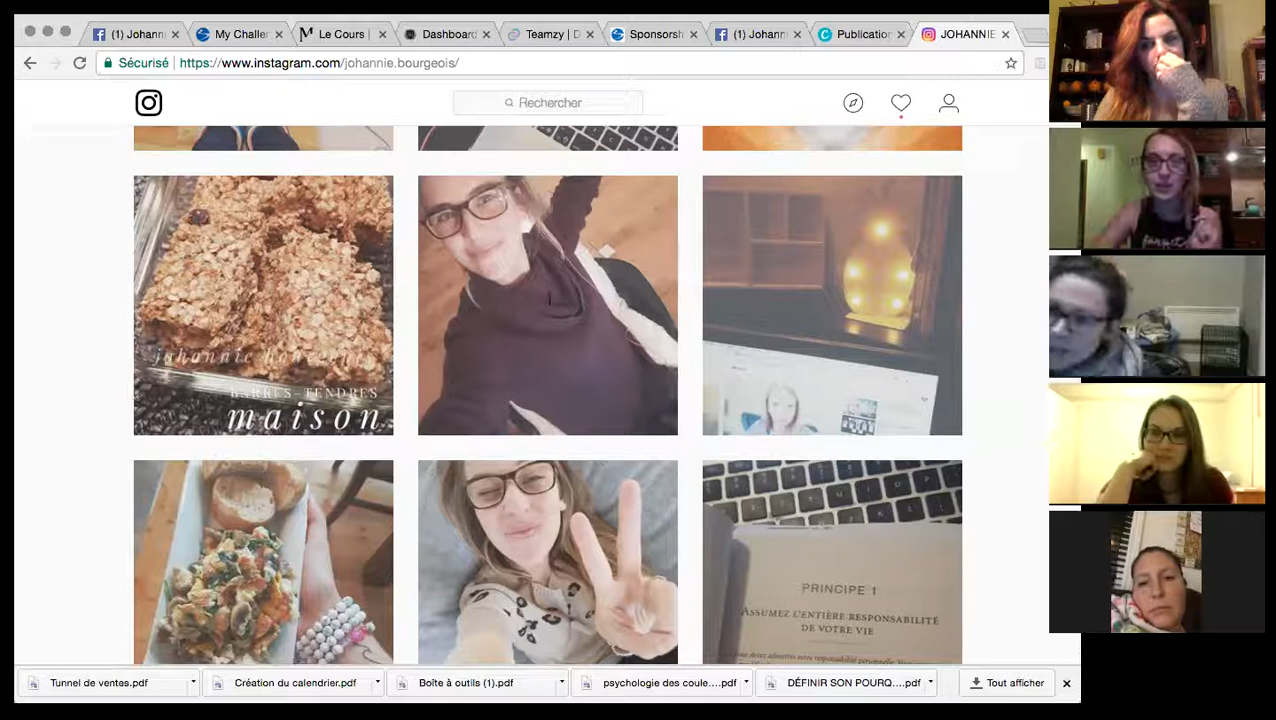 (1) Johann
My Challer
Le Cours |
Dashboard
Teamzy | D
Sponsorsh
(1) Johann
Publication
JOHANNIE
Sécurisé | https://www.instagram.com/johannie.bourgeois/
Rechercher
johannie bourgeois
BARRES-TENDRES
maison
PRINCIPE 1
ASSUMEZ L'ENTIÈRE RESPONSABILITÉ
DE VOTRE VIE
Tunnel de ventes.pdf
Création du calendrier.pdf
Boîte à outils (1).pdf
psychologie des coule....pdf
DÉFINIR SON POURQ....pdf
Tout afficher